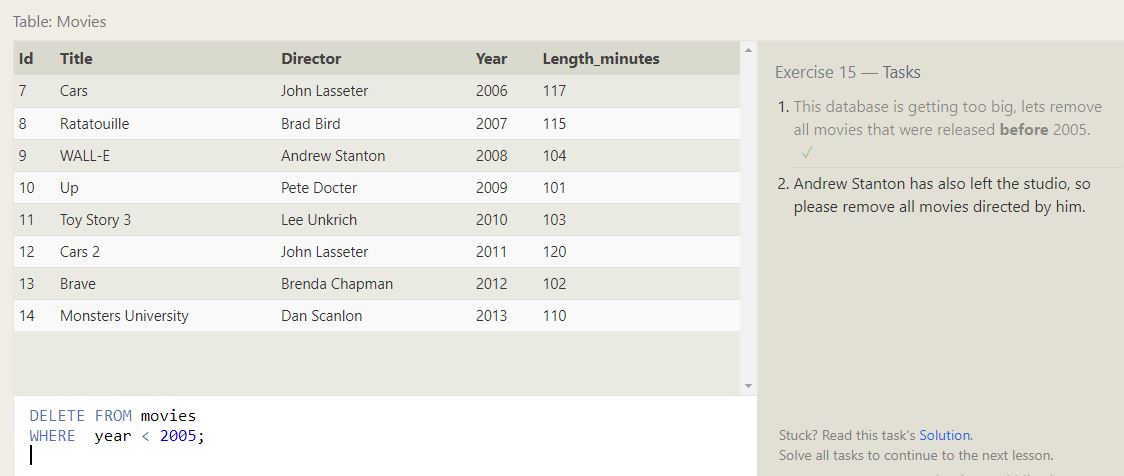 Table: Movies
Id Title Director Year Length_minutes
7 Cars John Lasseter 2006 117
8 Ratatouille Brad Bird 2007 115
9 WALL-E Andrew Stanton 2008 104
10 Up Pete Docter 2009 101
11 Toy Story 3 Lee Unkrich 2010 103
12 Cars 2 John Lasseter 2011 120
13 Brave Brenda Chapman 2012 102
14 Monsters University Dan Scanlon 2013 110
DELETE FROM movies
WHERE  year < 2005;
Exercise 15 — Tasks
1. This database is getting too big, lets remove
all movies that were released before 2005.
✓
2. Andrew Stanton has also left the studio, so
please remove all movies directed by him.
Stuck? Read this task's Solution.
Solve all tasks to continue to the next lesson.